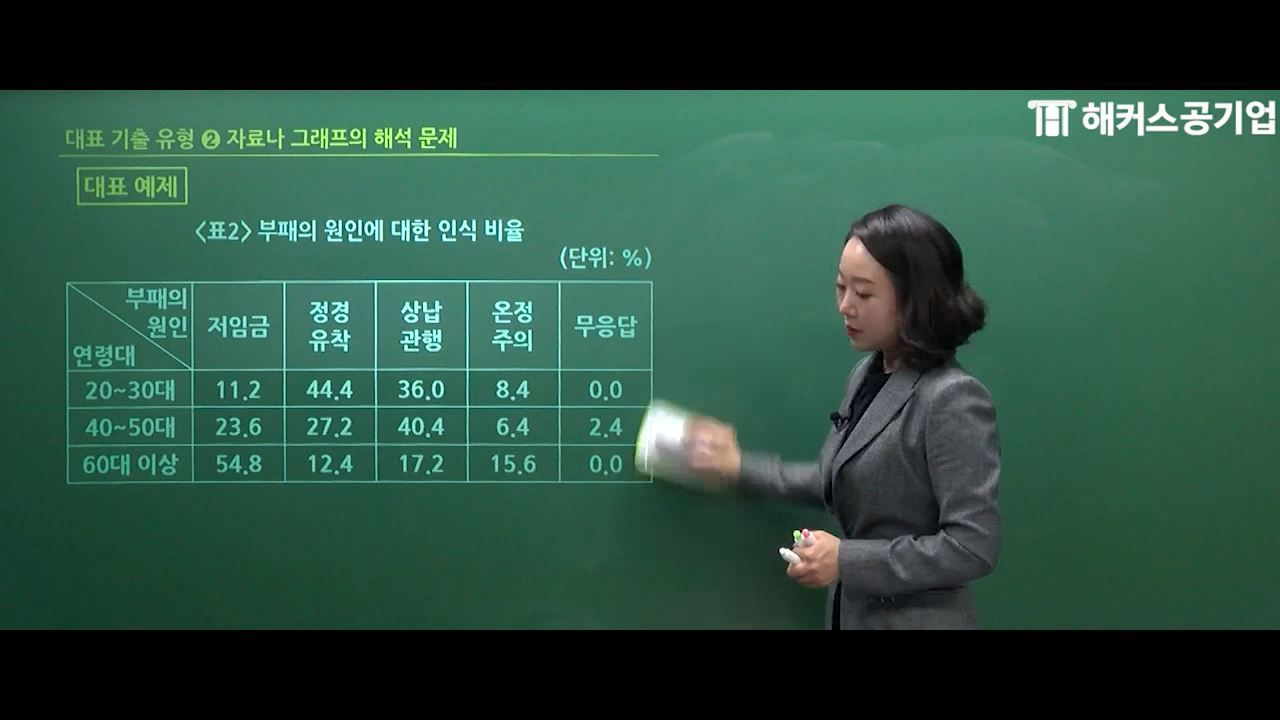 해커스공기업
대표 기출 유형 ❷ 자료나 그래프의 해석 문제
대표 예제
〈표2〉 부패의 원인에 대한 인식 비율
(단위: %)
부패의 원인 연령대 저임금 정경 유착 상납 관행 온정 주의 무응답
20~30대 11.2 44.4 36.0 8.4 0.0
40~50대 23.6 27.2 40.4 6.4 2.4
60대 이상 54.8 12.4 17.2 15.6 0.0